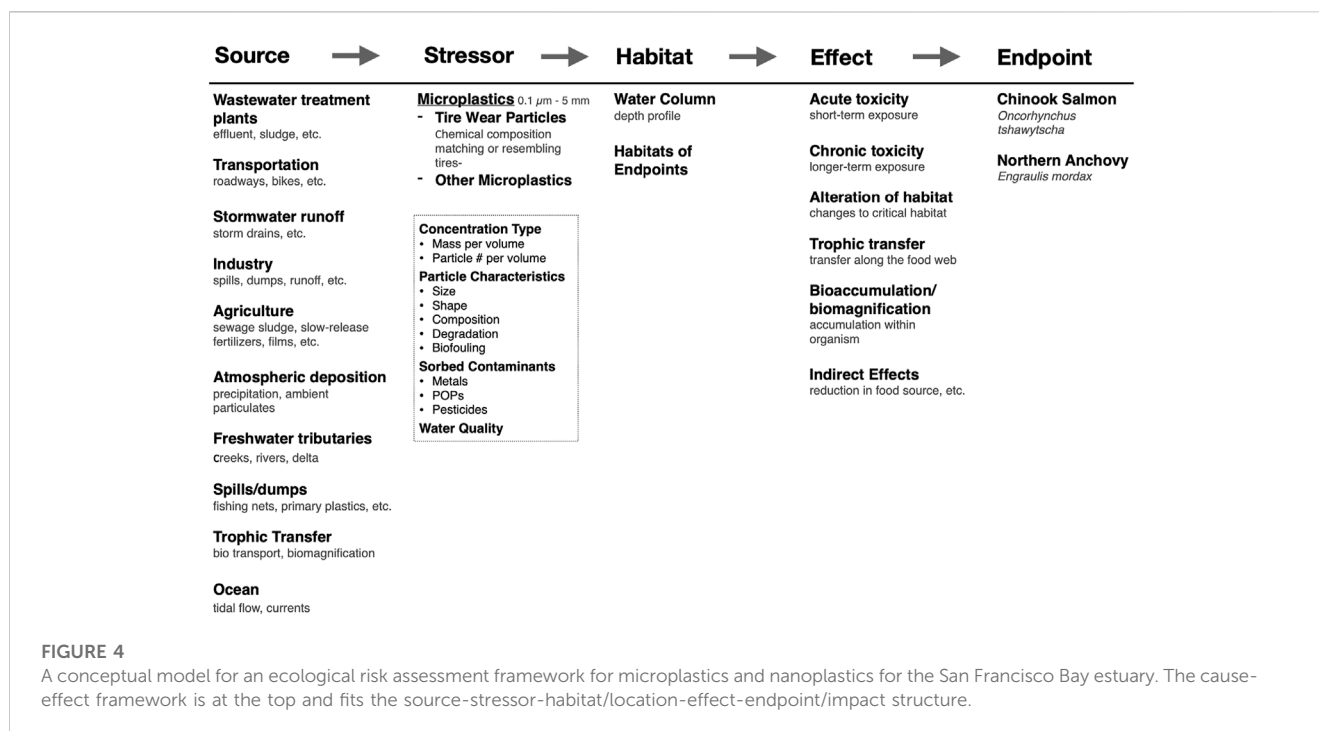 Source → Stressor → Habitat → Effect → Endpoint
Wastewater treatment
plants
effluent, sludge, etc.
Transportation
roadways, bikes, etc.
Stormwater runoff
storm drains, etc.
Industry
spills, dumps, runoff, etc.
Agriculture
sewage sludge, slow-release
fertilizers, films, etc.
Atmospheric deposition
precipitation, ambient
particulates
Freshwater tributaries
creeks, rivers, delta
Spills/dumps
fishing nets, primary plastics, etc.
Trophic Transfer
bio transport, biomagnification
Ocean
tidal flow, currents
Microplastics 0.1 µm - 5 mm
- Tire Wear Particles
Chemical composition
matching or resembling
tires-
- Other Microplastics
Concentration Type
• Mass per volume
• Particle # per volume
Particle Characteristics
• Size
• Shape
• Composition
• Degradation
• Biofouling
Sorbed Contaminants
• Metals
• POPs
• Pesticides
Water Quality
Water Column
depth profile
Habitats of
Endpoints
Acute toxicity
short-term exposure
Chronic toxicity
longer-term exposure
Alteration of habitat
changes to critical habitat
Trophic transfer
transfer along the food web
Bioaccumulation/
biomagnification
accumulation within
organism
Indirect Effects
reduction in food source, etc.
Chinook Salmon
Oncorhynchus
tshawytscha
Northern Anchovy
Engraulis mordax
FIGURE 4
A conceptual model for an ecological risk assessment framework for microplastics and nanoplastics for the San Francisco Bay estuary. The cause-
effect framework is at the top and fits the source-stressor-habitat/location-effect-endpoint/impact structure.